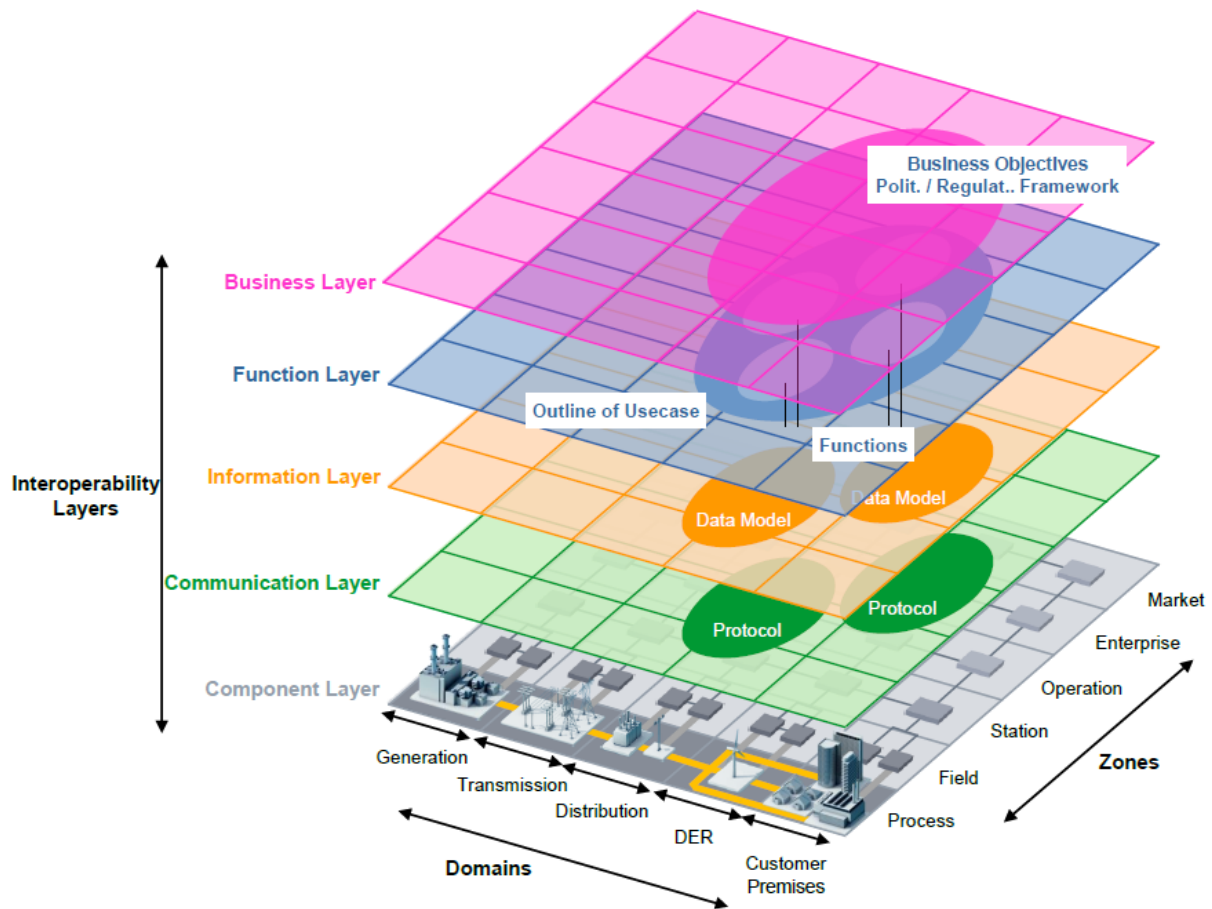 Business Objectives
Polit. / Regulat.. Framework
Business Layer
Function Layer
Outline of Usecase
Functions
Information Layer
Interoperability
Layers
Data Model
Data Model
Communication Layer
Protocol
Protocol
Component Layer
Market
Enterprise
Operation
Station
Field
Process
Zones
Generation
Transmission
Distribution
DER
Customer
Premises
Domains